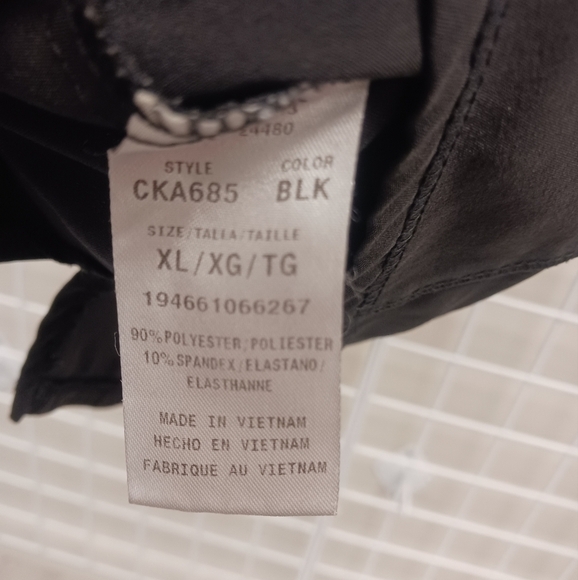 24480
STYLE COLOR
CKA685 BLK
SIZE/TALLA/TAILLE
XL/XG/TG
194661066267
90%POLYESTER/POLIESTER
10%SPANDEX/ELASTANO/
ELASTHANNE
MADE IN VIETNAM
HECHO EN VIETNAM
FABRIQUE AU VIETNAM